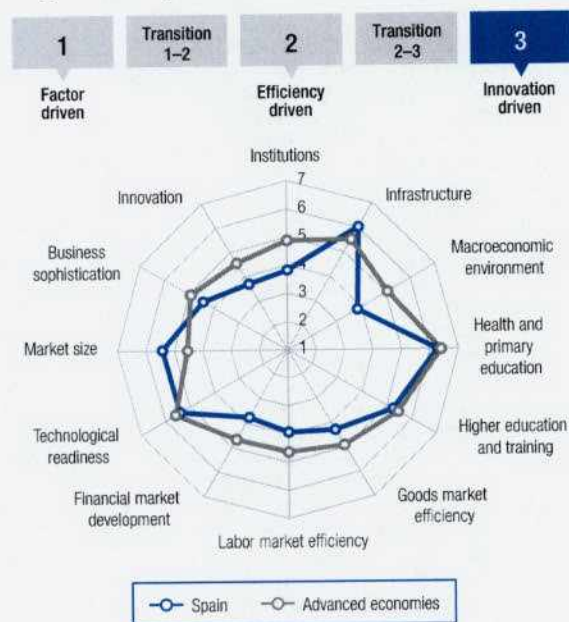 1
Transition
1–2
2
Transition
2–3
3
Factor
driven
Efficiency
driven
Innovation
driven
Institutions
7
Innovation
6
Infrastructure
5
Business
sophistication
4
Macroeconomic
environment
3
2
Market size
1
Health and
primary
education
Technological
readiness
Higher education
and training
Financial market
development
Goods market
efficiency
Labor market efficiency
Spain
Advanced economies